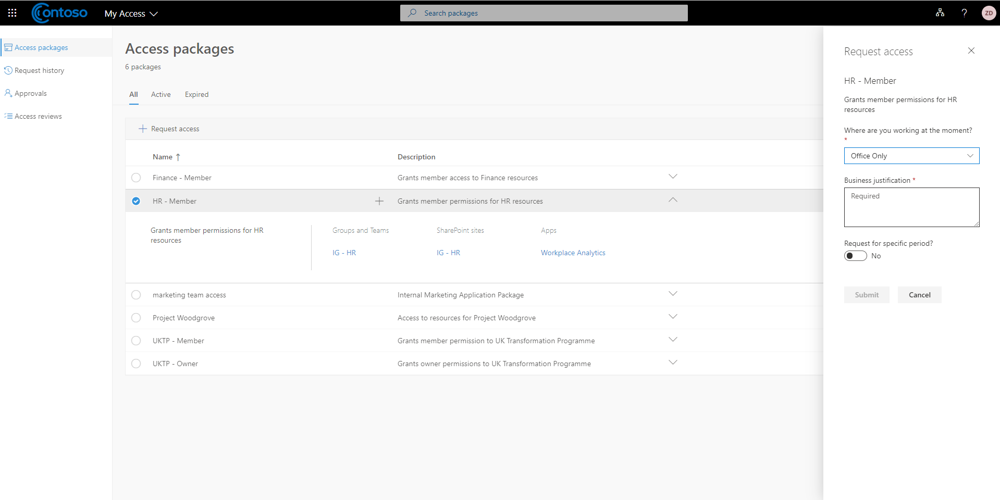 Contoso
My Access
Search packages
?
ZD
Access packages
Request history
Approvals
Access reviews
Access packages
6 packages
All
Active
Expired
Request access
Name ↑
Description
Finance - Member
Grants member access to Finance resources
HR - Member
Grants member permissions for HR resources
Grants member permissions for HR
resources
Groups and Teams
SharePoint sites
Apps
IG - HR
IG - HR
Workplace Analytics
marketing team access
Internal Marketing Application Package
Project Woodgrove
Access to resources for Project Woodgrove
UKTP - Member
Grants member permission to UK Transformation Programme
UKTP - Owner
Grants owner permissions to UK Transformation Programme
Request access
HR - Member
Grants member permissions for HR
resources
Where are you working at the moment?
*
Office Only
Business justification *
Required
Request for specific period?
No
Submit
Cancel